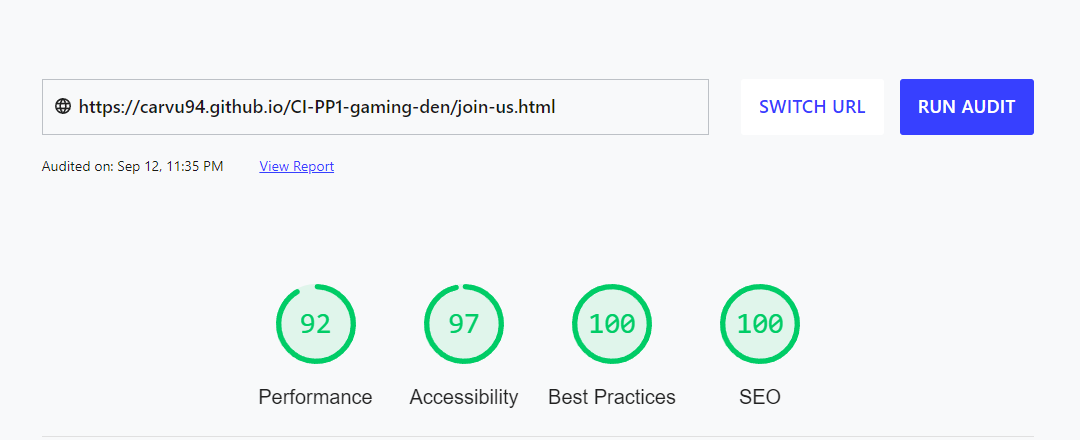 https://carvu94.github.io/CI-PP1-gaming-den/join-us.html
SWITCH URL
RUN AUDIT
Audited on: Sep 12, 11:35 PM
View Report
92
97
100
100
Performance
Accessibility
Best Practices
SEO